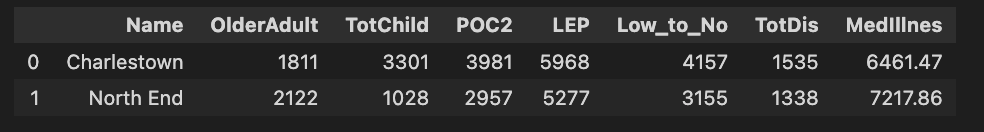 Name OlderAdult TotChild POC2 LEP Low_to_No TotDis MedIllnes
0 Charlestown 1811 3301 3981 5968 4157 1535 6461.47
1 North End 2122 1028 2957 5277 3155 1338 7217.86